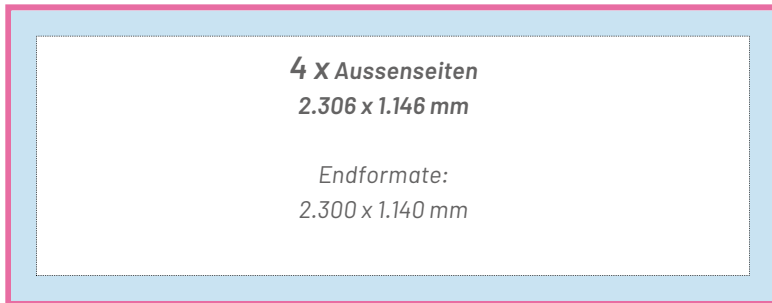 4 x Aussenseiten
2.306 x 1.146 mm
Endformate:
2.300 x 1.140 mm